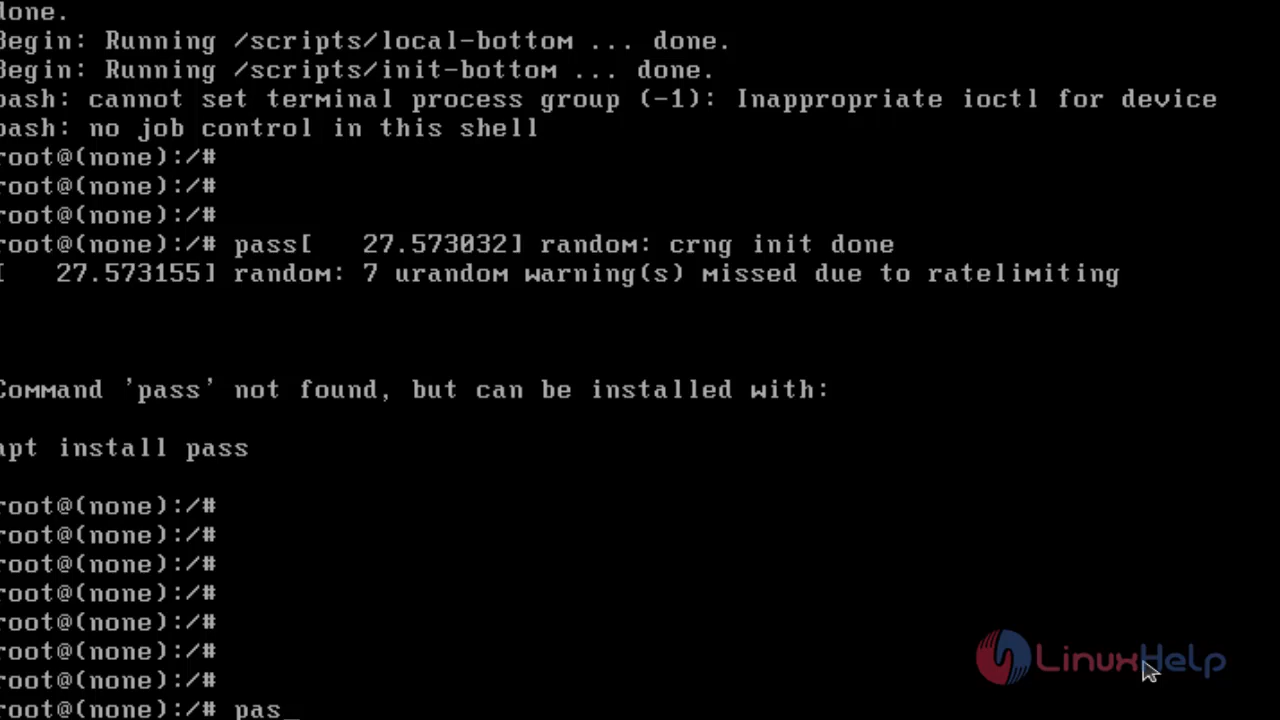 done.
Begin: Running /scripts/local-bottom ... done.
Begin: Running /scripts/init-bottom ... done.
bash: cannot set terminal process group (-1): Inappropriate ioctl for device
bash: no job control in this shell
root@(none):/#
root@(none):/#
root@(none):/#
root@(none):/# pass[   27.573032] random: crng init done
[   27.573155] random: 7 urandom warning(s) missed due to ratelimiting
Command 'pass' not found, but can be installed with:
apt install pass
root@(none):/#
root@(none):/#
root@(none):/#
root@(none):/#
root@(none):/#
root@(none):/#
root@(none):/#
root@(none):/# pas_
LinuxHelp